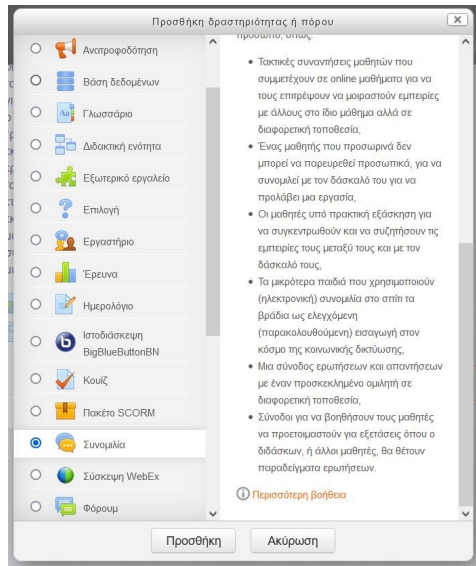 Προσθήκη δραστηριότητας ή πόρου
Ανατροφοδότηση
Βάση δεδομένων
Γλωσσάριο
Διδακτική ενότητα
Εξωτερικό εργαλείο
Επιλογή
Εργαστήριο
Έρευνα
Ημερολόγιο
Ιστοδιάσκεψη
BigBlueButtonBN
Κουίζ
Πακέτο SCORM
Συνομιλία
Σύσκεψη WebEx
Φόρουμ
πρόσωπο, όπως:
• Τακτικές συναντήσεις μαθητών που
συμμετέχουν σε online μαθήματα για να
τους επιτρέψουν να μοιραστούν εμπειρίες
με άλλους στο ίδιο μάθημα αλλά σε
διαφορετική τοποθεσία,
• Ένας μαθητής που προσωρινά δεν
μπορεί να παρευρεθεί προσωπικά, για να
συνομιλεί με τον δάσκαλό του για να
προλάβει μια εργασία,
• Οι μαθητές υπό πρακτική εξάσκηση για
να συγκεντρωθούν και να συζητήσουν τις
εμπειρίες τους μεταξύ τους και με τον
δάσκαλό τους,
• Τα μικρότερα παιδιά που χρησιμοποιούν
(ηλεκτρονική) συνομιλία στο σπίτι τα
βράδια ως ελεγχόμενη
(παρακολουθούμενη) εισαγωγή στον
κόσμο της κοινωνικής δικτύωσης,
• Μια σύνοδος ερωτήσεων και απαντήσεων
με έναν προσκεκλημένο ομιλητή σε
διαφορετική τοποθεσία,
• Σύνοδοι για να βοηθήσουν τους μαθητές
να προετοιμαστούν για εξετάσεις όπου ο
διδάσκων, ή άλλοι μαθητές, θα θέτουν
παραδείγματα ερωτήσεων.
Περισσότερη βοήθεια
Προσθήκη
Ακύρωση